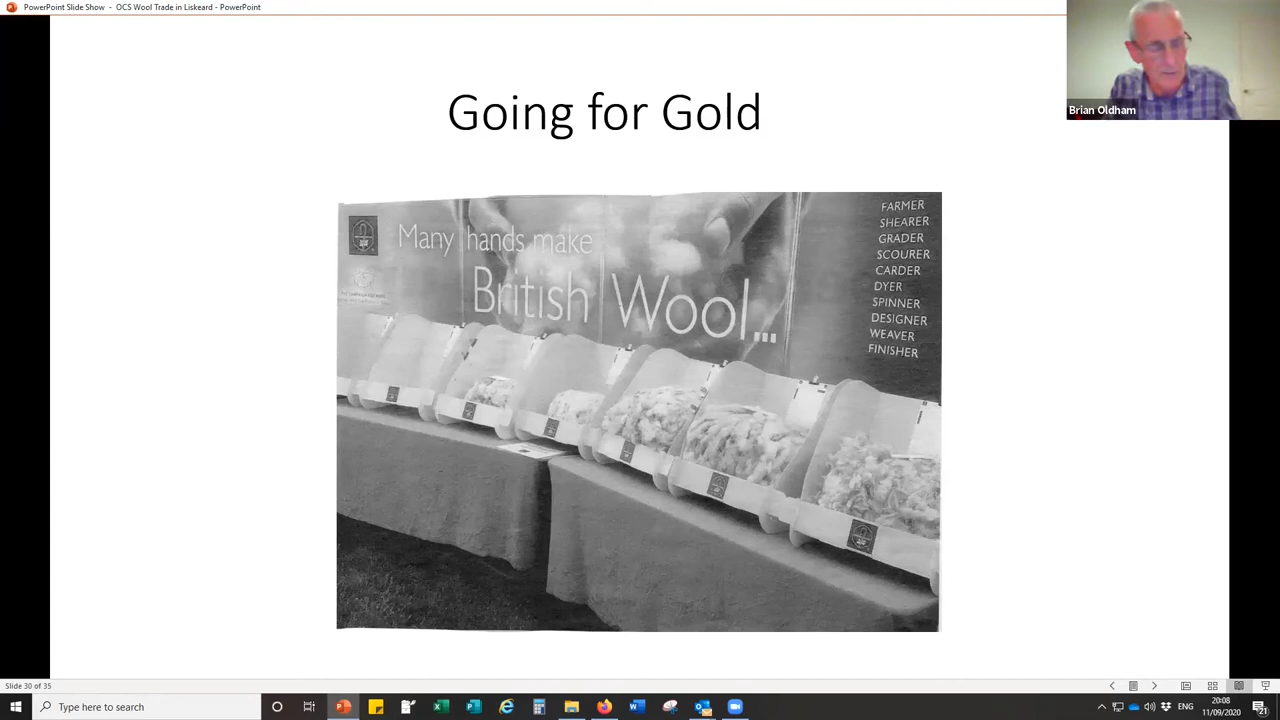 PowerPoint Slide Show - OCS Wool Trade in Liskeard - PowerPoint
Brian Oldham
Going for Gold
Many hands make
British Wool...
FARMER
SHEARER
GRADER
SCOURER
CARDER
DYER
SPINNER
DESIGNER
WEAVER
FINISHER
Slide 30 of 35
Type here to search
ENG
20:08
11/09/2020
21